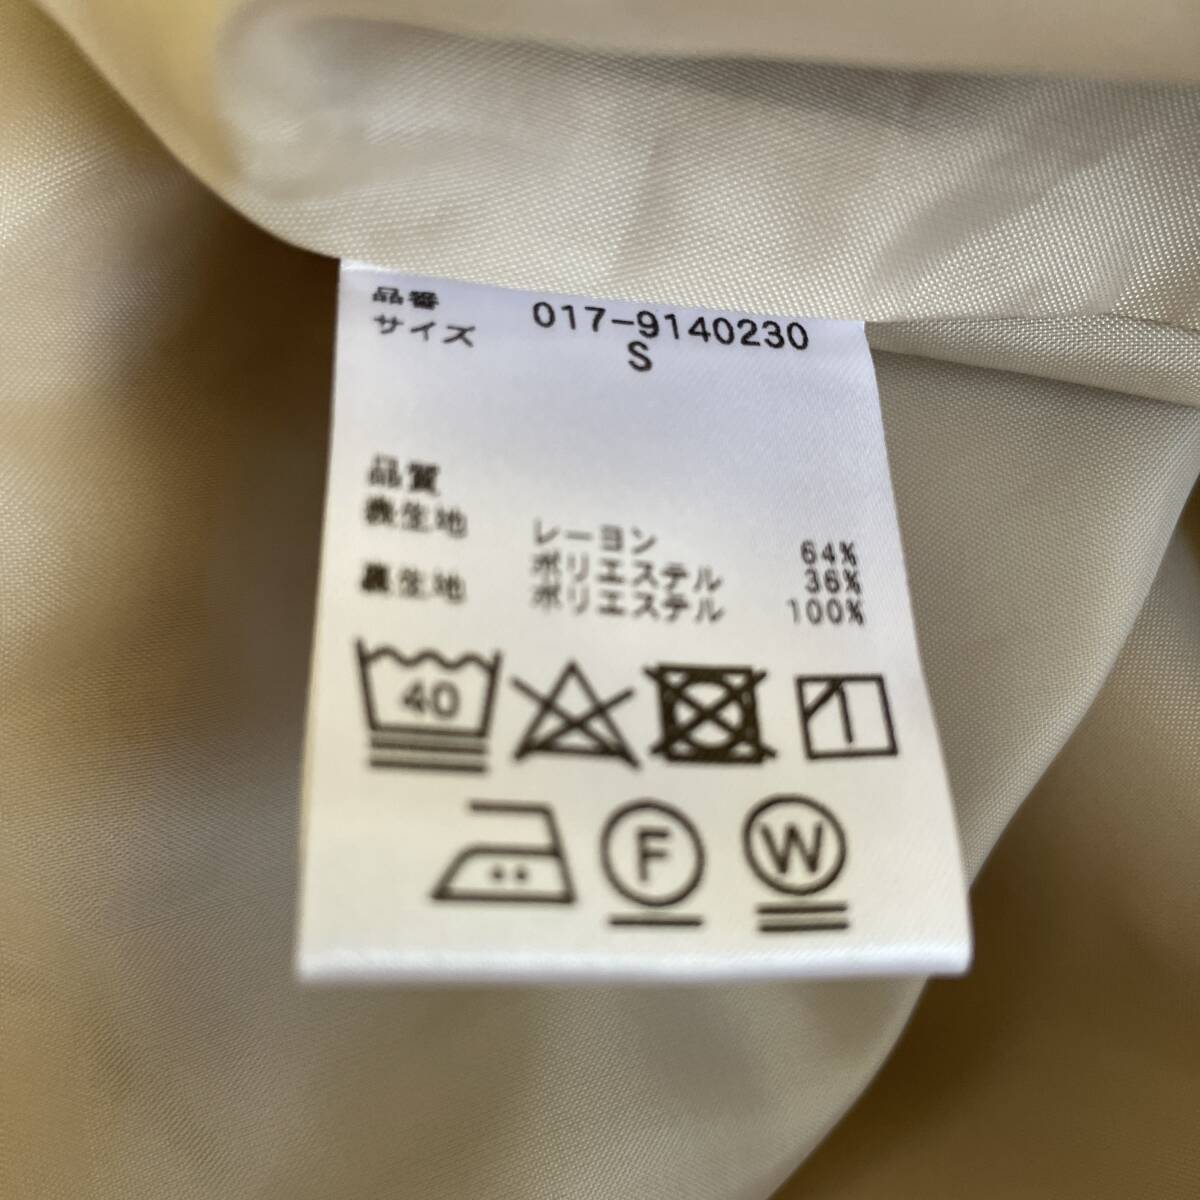 品番 017-9140230
サイズ S
品質
表生地 レーヨン 64%
ポリエステル 36%
裏生地 ポリエステル 100%
40
F W